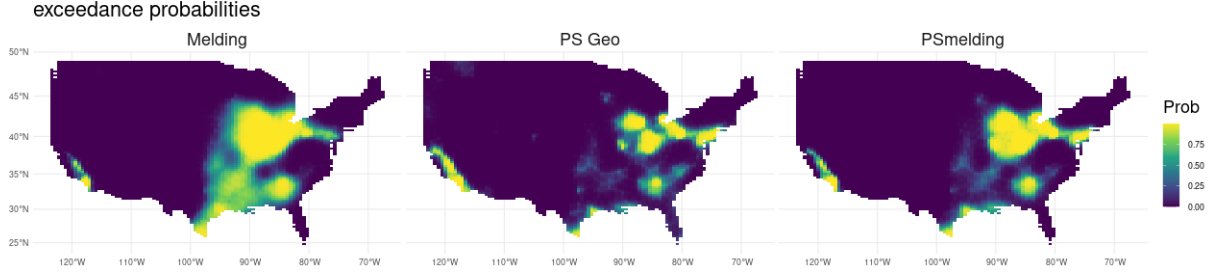 exceedance probabilities
Melding
PS Geo
PSmelding
50°N
45°N
40°N
35°N
30°N
25°N
120°W 110°W 100°W 90°W 80°W 70°W
120°W 110°W 100°W 90°W 80°W 70°W
120°W 110°W 100°W 90°W 80°W 70°W
Prob
0.75
0.50
0.25
0.00